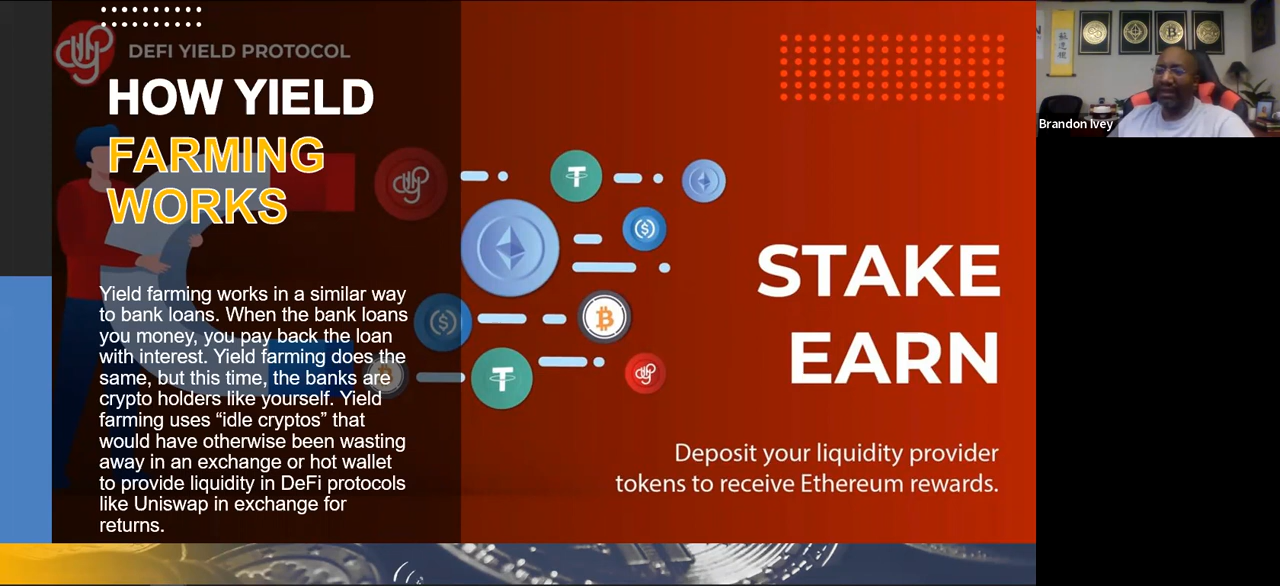 DEFI YIELD PROTOCOL
HOW YIELD
FARMING
WORKS
Yield farming works in a similar way
to bank loans. When the bank loans
you money, you pay back the loan
with interest. Yield farming does the
same, but this time, the banks are
crypto holders like yourself. Yield
farming uses “idle cryptos” that
would have otherwise been wasting
away in an exchange or hot wallet
to provide liquidity in DeFi protocols
like Uniswap in exchange for
returns.
STAKE
EARN
Deposit your liquidity provider
tokens to receive Ethereum rewards.
Brandon Ivey